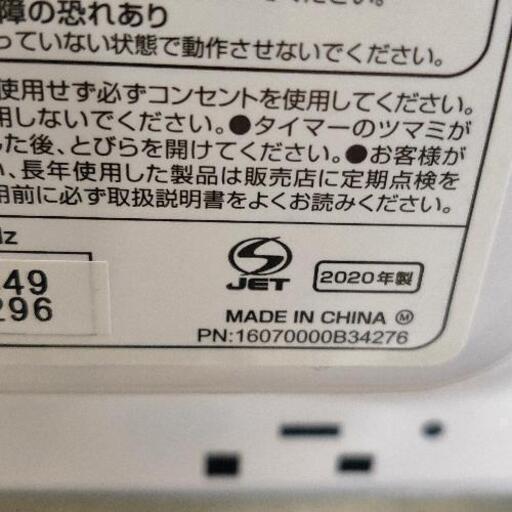 障の恐れあり
っていない状態で動作させないでください。
使用せず必ずコンセントを使用してください。
用しないでください。●タイマーのツマミが
した後、とびらを開けてください。●お客様が
い、長年使用した製品は販売店に定期点検を
用前に必ず取扱説明書をよくお読みください。
Hz
49
296
S
JET
2020年製
MADE IN CHINA Ⓜ
PN:16070000B34276